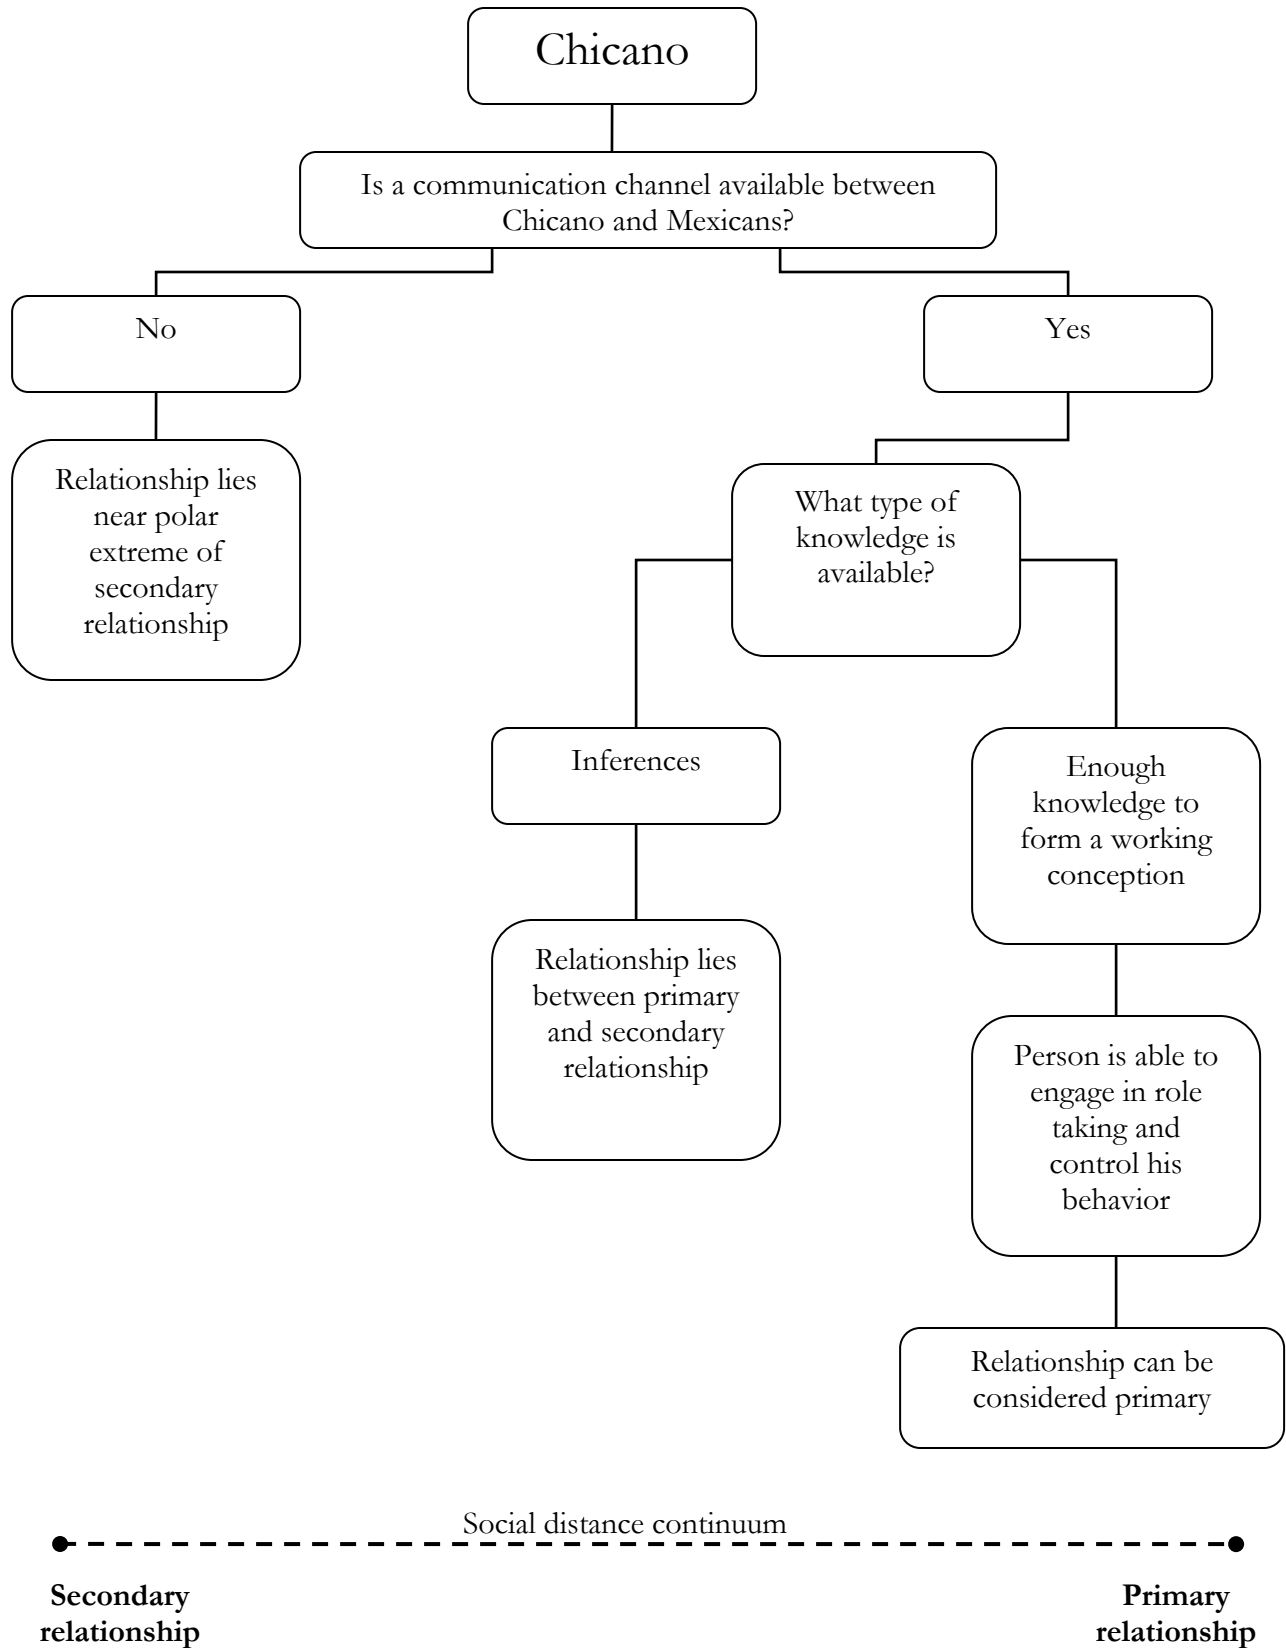 Chicano
Is a communication channel available between
Chicano and Mexicans?
No
Yes
Relationship lies
near polar
extreme of
secondary
relationship
What type of
knowledge is
available?
Inferences
Enough
knowledge to
form a working
conception
Relationship lies
between primary
and secondary
relationship
Person is able to
engage in role
taking and
control his
behavior
Relationship can be
considered primary
Social distance continuum
Secondary
relationship
Primary
relationship